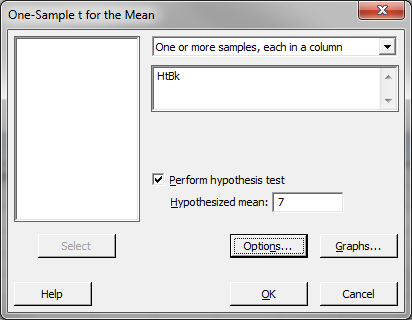 One-Sample t for the Mean
One or more samples, each in a column
HtBk
Perform hypothesis test
Hypothesized mean: 7
Select
Options...
Graphs...
Help
OK
Cancel